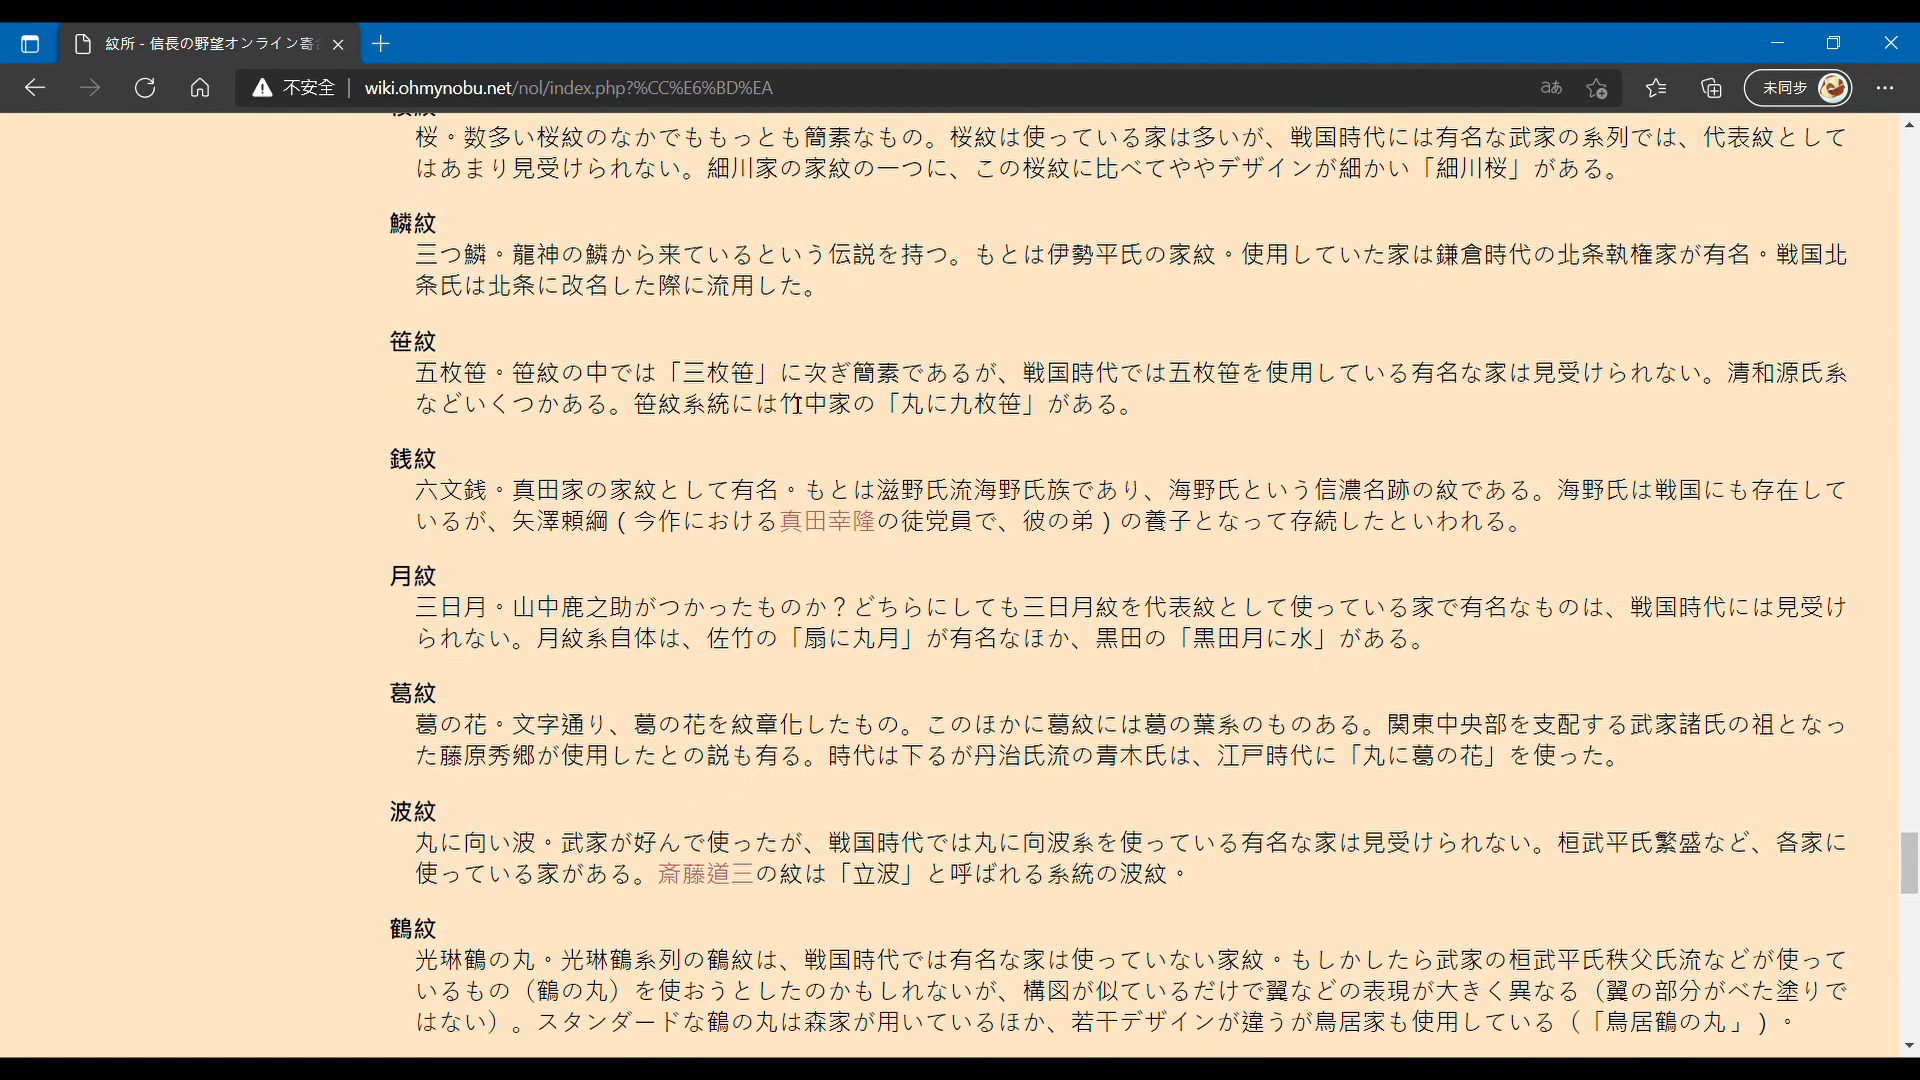 紋所 - 信長の野望オンライン寄
不安全
wiki.ohmynobu.net/nol/index.php?%CC%E6%BD%EA
aあ
未同步
桜・数多い桜紋のなかでももっとも簡素なもの。桜紋は使っている家は多いが、戦国時代には有名な武家の系列では、代表紋として
はあまり見受けられない。細川家の家紋の一つに、この桜紋に比べてややデザインが細かい「細川桜」がある。
鱗紋
三つ鱗・龍神の鱗から来ているという伝説を持つ。もとは伊勢平氏の家紋・使用していた家は鎌倉時代の北条執権家が有名・戦国北
条氏は北条に改名した際に流用した。
笹紋
五枚笹・笹紋の中では「三枚笹」に次ぎ簡素であるが、戦国時代では五枚笹を使用している有名な家は見受けられない。清和源氏系
などいくつかある。笹紋系統には竹中家の「丸に九枚笹」がある。
銭紋
六文銭・真田家の家紋として有名・もとは滋野氏流海野氏族であり、海野氏という信濃名跡の紋である。海野氏は戦国にも存在して
いるが、矢澤頼綱（今作における真田幸隆の徒党員で、彼の弟）の養子となって存続したといわれる。
月紋
三日月・山中鹿之助がつかったものか？どちらにしても三日月紋を代表紋として使っている家で有名なものは、戦国時代には見受け
られない。月紋系自体は、佐竹の「扇に丸月」が有名なほか、黒田の「黒田月に水」がある。
葛紋
葛の花・文字通り、葛の花を紋章化したもの。このほかに葛紋には葛の葉系のものある。関東中央部を支配する武家諸氏の祖となっ
た藤原秀郷が使用したとの説も有る。時代は下るが丹治氏流の青木氏は、江戸時代に「丸に葛の花」を使った。
波紋
丸に向い波・武家が好んで使ったが、戦国時代では丸に向波系を使っている有名な家は見受けられない。桓武平氏繁盛など、各家に
使っている家がある。斎藤道三の紋は「立波」と呼ばれる系統の波紋・
鶴紋
光琳鶴の丸・光琳鶴系列の鶴紋は、戦国時代では有名な家は使っていない家紋・もしかしたら武家の桓武平氏秩父氏流などが使って
いるもの（鶴の丸）を使おうとしたのかもしれないが、構図が似ているだけで翼などの表現が大きく異なる（翼の部分がべた塗りで
はない）。スタンダードな鶴の丸は森家が用いているほか、若干デザインが違うが鳥居家も使用している（「鳥居鶴の丸」）・